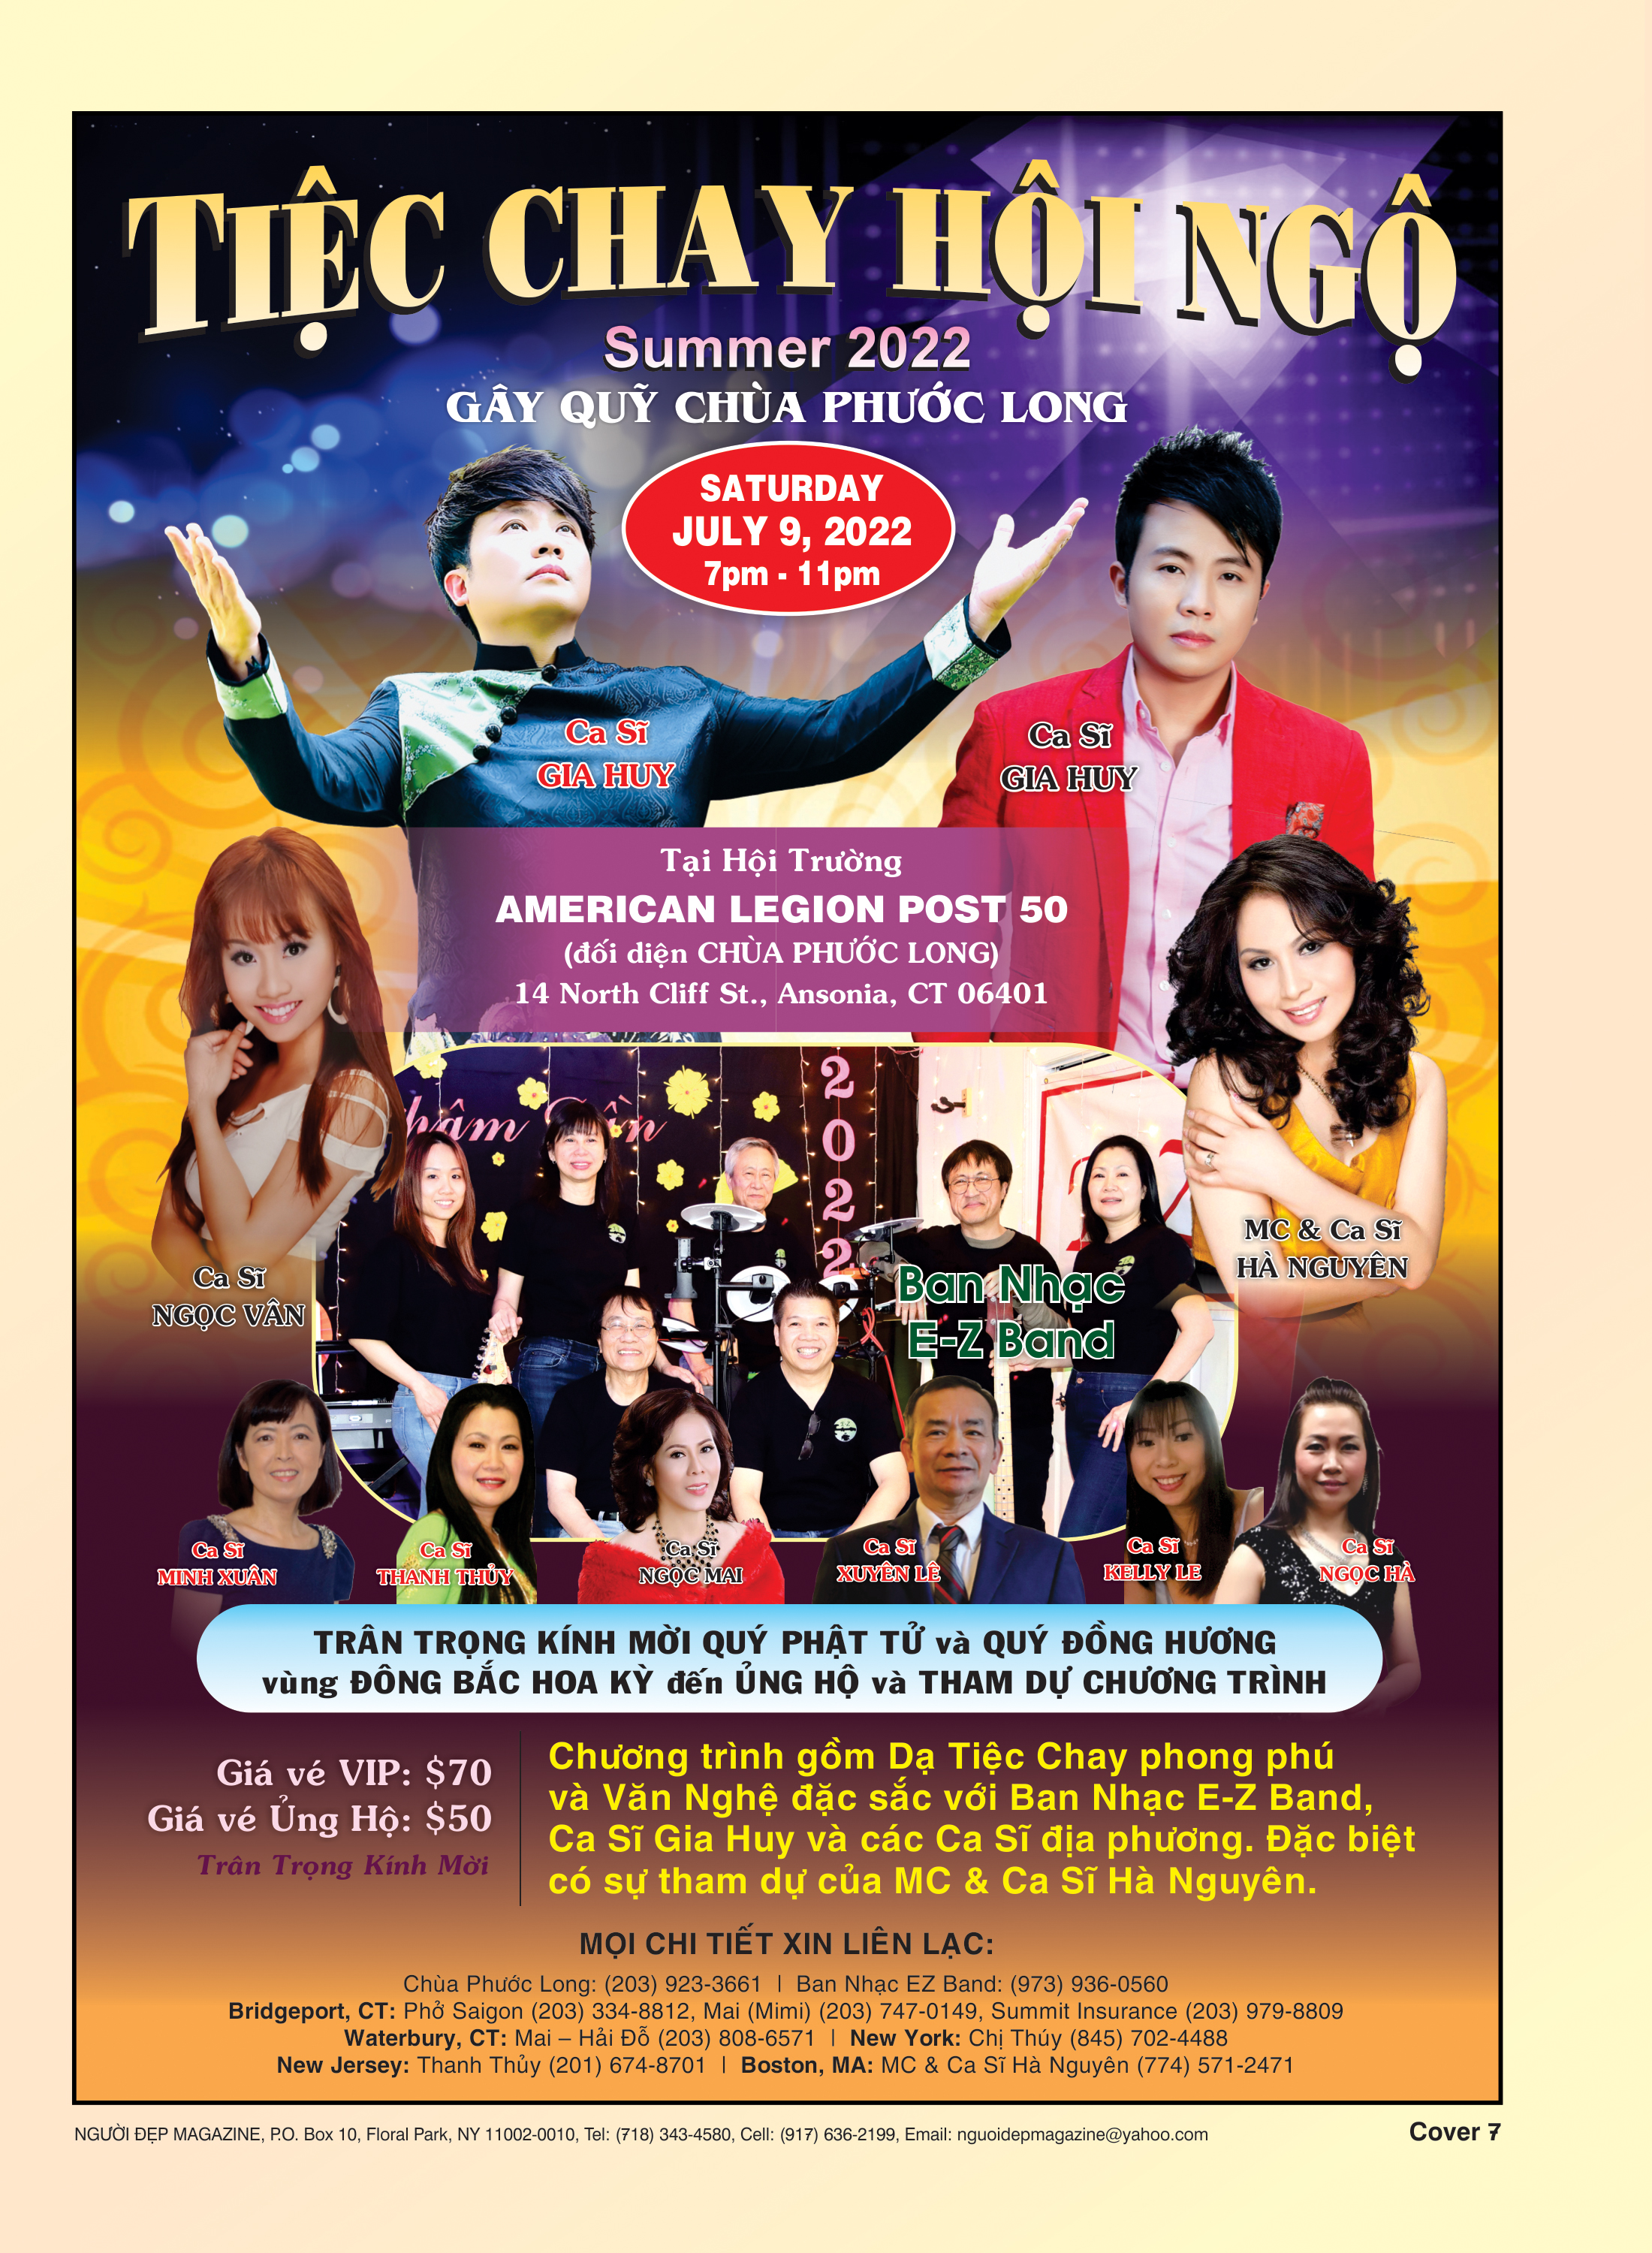 TIỆC CHAY HỘI NGỘ
Summer 2022
GÂY QUỸ CHÙA PHƯỚC LONG
SATURDAY
JULY 9, 2022
7pm - 11pm
Ca Sĩ
GIA HUY
Ca Sĩ
GIA HUY
Tại Hội Trường
AMERICAN LEGION POST 50
(đối diện CHÙA PHƯỚC LONG)
14 North Cliff St., Ansonia, CT 06401
2022
Ca Sĩ
NGỌC VÂN
MC & Ca Sĩ
HÀ NGUYÊN
Ban Nhạc
E-Z Band
Ca Sĩ
MINH XUÂN
Ca Sĩ
THANH THỦY
Ca Sĩ
NGỌC MAI
Ca Sĩ
XUYÊN LÊ
Ca Sĩ
KELLY LE
Ca Sĩ
NGỌC HÀ
TRÂN TRỌNG KÍNH MỜI QUÝ PHẬT TỬ và QUÝ ĐỒNG HƯƠNG
vùng ĐÔNG BẮC HOA KỲ đến ỦNG HỘ và THAM DỰ CHƯƠNG TRÌNH
Giá vé VIP: $70
Giá vé Ủng Hộ: $50
Trân Trọng Kính Mời
Chương trình gồm Dạ Tiệc Chay phong phú
và Văn Nghệ đặc sắc với Ban Nhạc E-Z Band,
Ca Sĩ Gia Huy và các Ca Sĩ địa phương. Đặc biệt
có sự tham dự của MC & Ca Sĩ Hà Nguyên.
MỌI CHI TIẾT XIN LIÊN LẠC:
Chùa Phước Long: (203) 923-3661 | Ban Nhạc EZ Band: (973) 936-0560
Bridgeport, CT: Phở Saigon (203) 334-8812, Mai (Mimi) (203) 747-0149, Summit Insurance (203) 979-8809
Waterbury, CT: Mai – Hải Đỗ (203) 808-6571 | New York: Chị Thúy (845) 702-4488
New Jersey: Thanh Thủy (201) 674-8701 | Boston, MA: MC & Ca Sĩ Hà Nguyên (774) 571-2471
NGƯỜI ĐẸP MAGAZINE, P.O. Box 10, Floral Park, NY 11002-0010, Tel: (718) 343-4580, Cell: (917) 636-2199, Email: nguoidepmagazine@yahoo.com
Cover 7